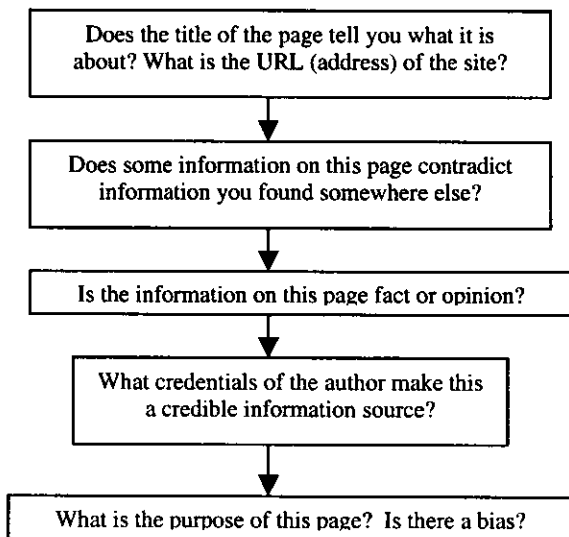 Does the title of the page tell you what it is
about? What is the URL (address) of the site?
Does some information on this page contradict
information you found somewhere else?
Is the information on this page fact or opinion?
What credentials of the author make this
a credible information source?
What is the purpose of this page? Is there a bias?